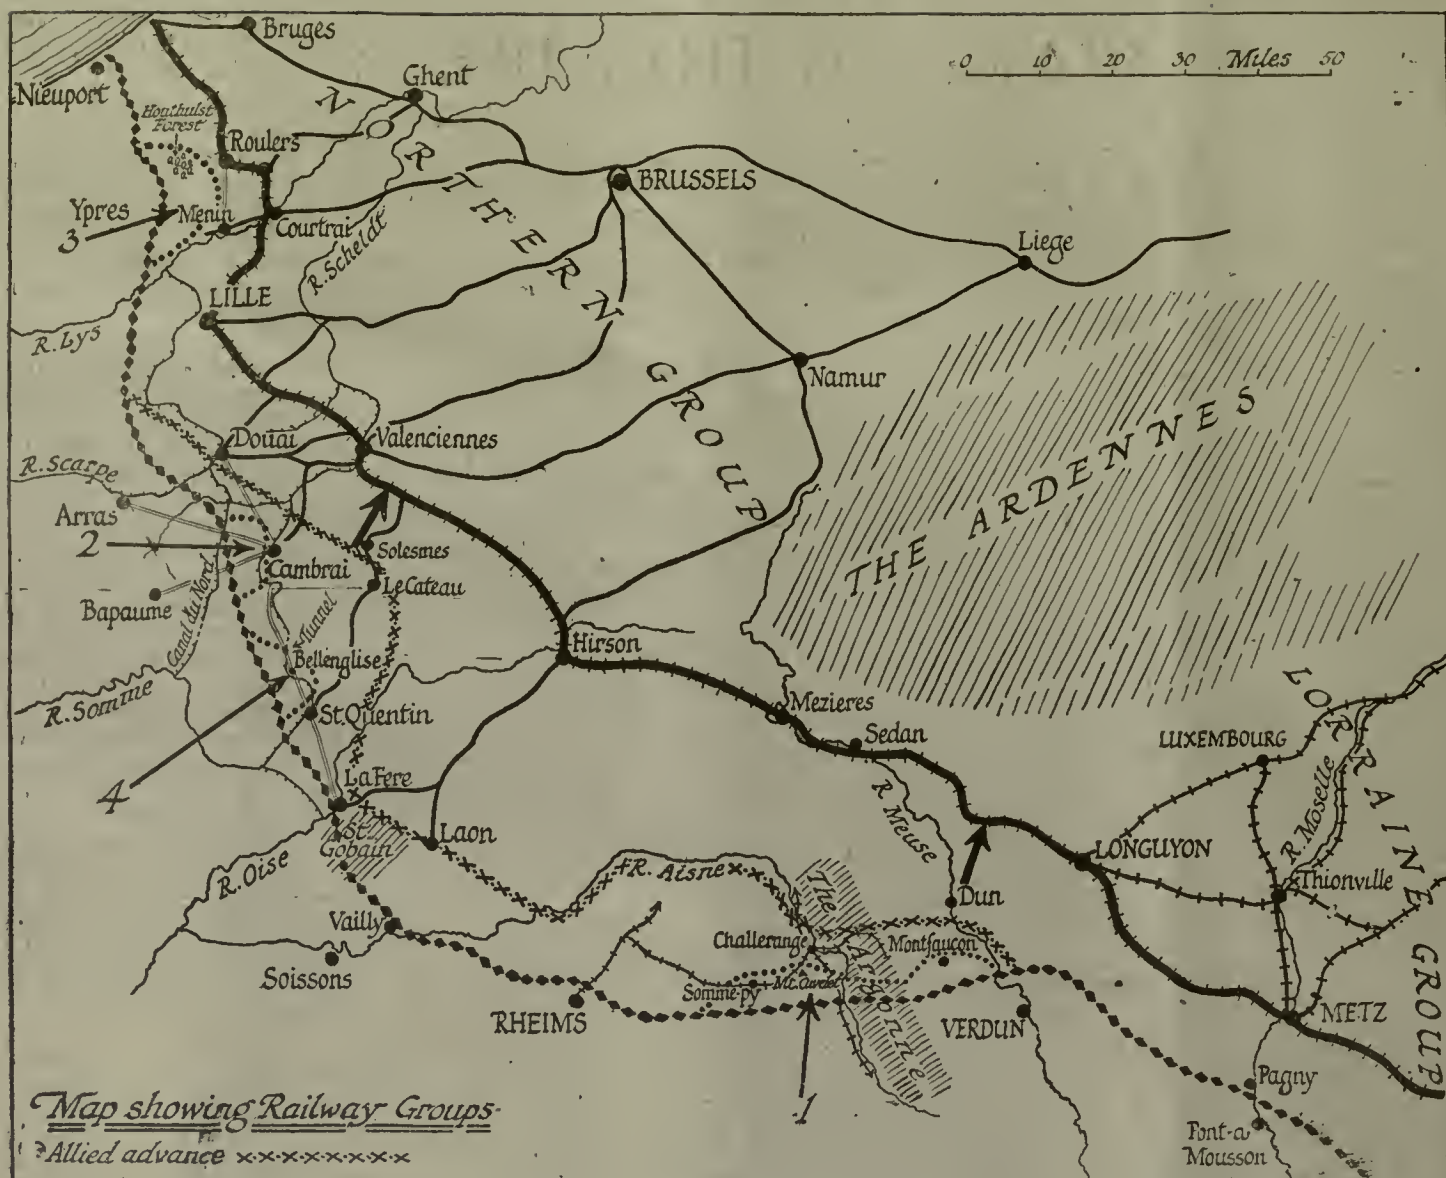 Bruges
Ghent
Nieuport
Houthulst
Forest
Roulers
0 10 20 30 Miles 50
NORTHERN GROUP
BRUSSELS
Ypres
3
Menin
Courtrai
R. Scheldt
Liege
LILLE
R. Lys
Namur
THE ARDENNES
Douai
Valenciennes
R. Scarpe
Arras
2
Solesmes
Cambrai
Le Cateau
Bapaume
Canal du Nord
Tunnel
Hirson
Bellenglise
R. Somme
St. Quentin
Mezieres
Sedan
LORRAINE GROUP
LUXEMBOURG
4
La Fere
R. Meuse
R. Moselle
St.
Gobain
Laon
LONGUYON
R. Oise
R. Aisne
Thionville
The Argonne
Dun
Vailly
Challerange
Montfaucon
Soissons
Somme-py
RHEIMS
VERDUN
METZ
1
Pagny
Map showing Railway Groups
Pont-a
Mousson
Allied advance x-x-x-x-x-x-x-x